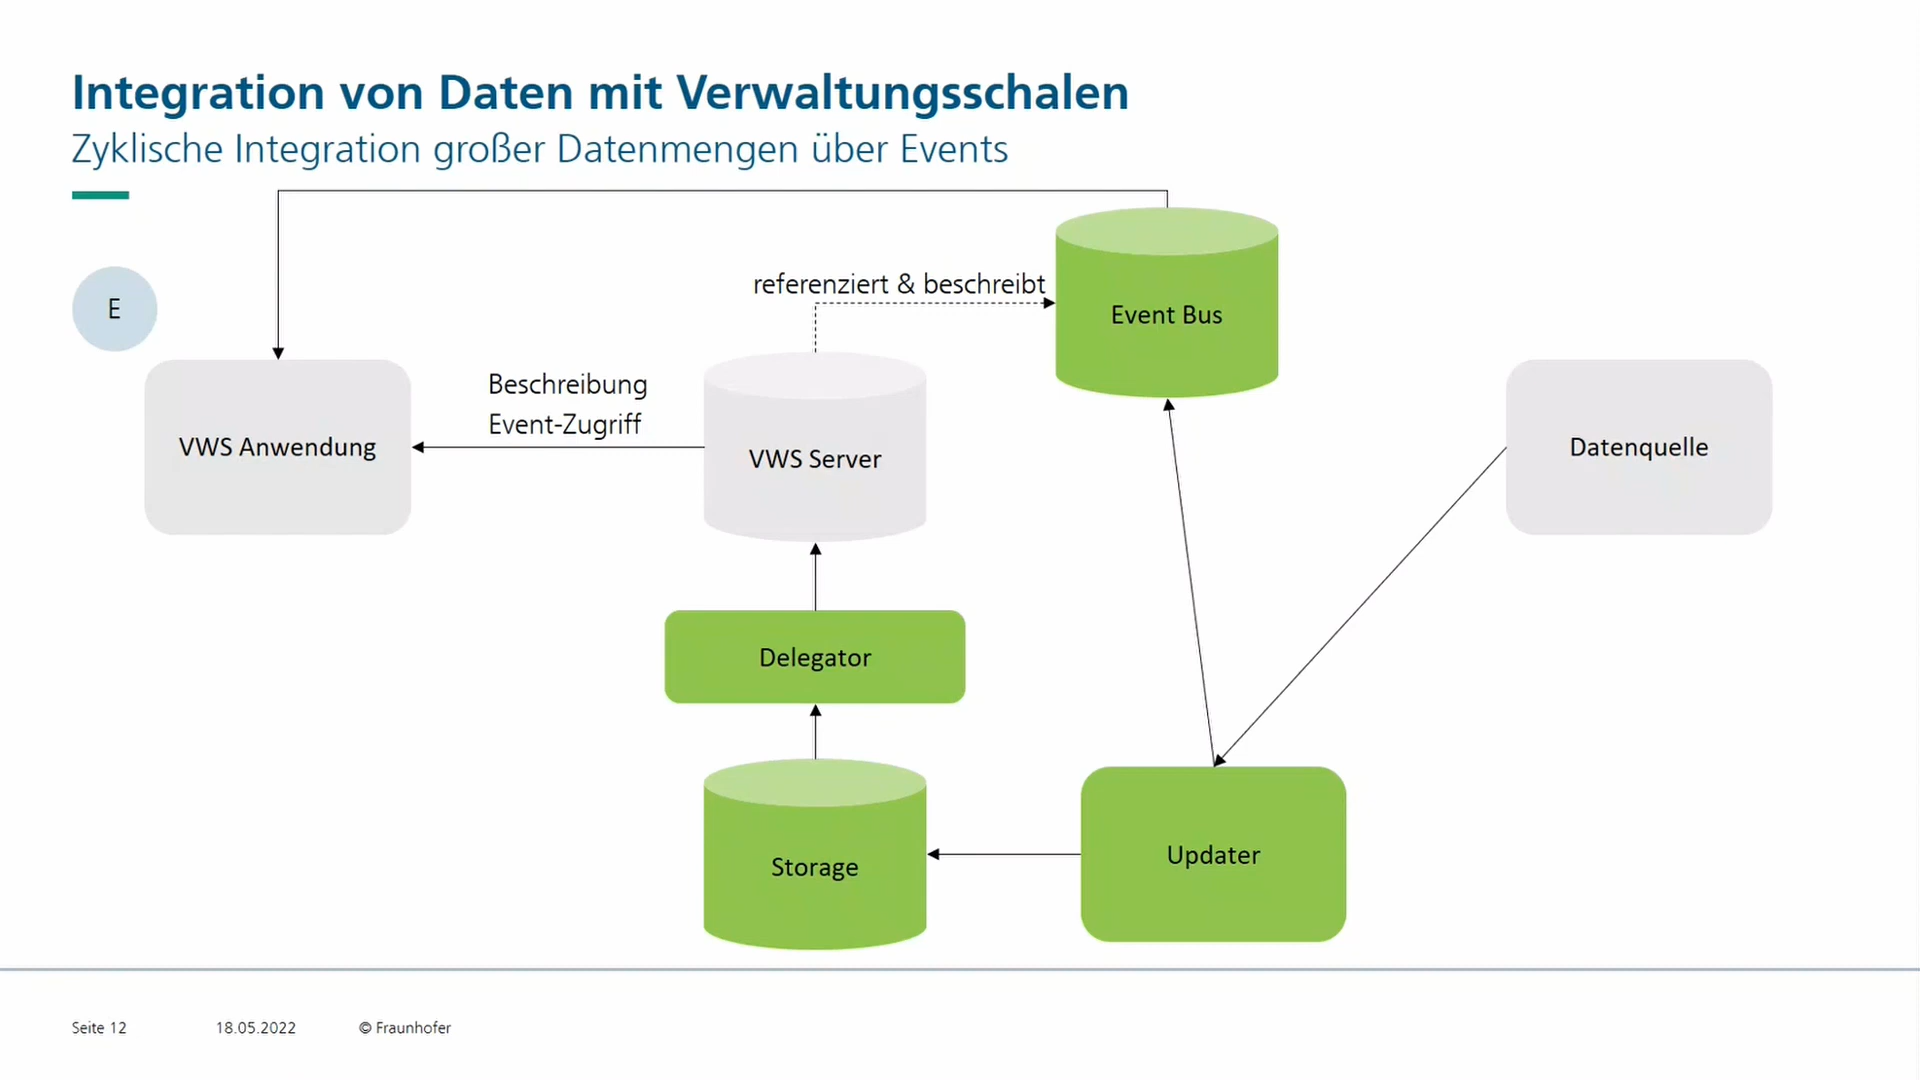 Integration von Daten mit Verwaltungsschalen
Zyklische Integration großer Datenmengen über Events
E
referenziert & beschreibt
Event Bus
Beschreibung
Event-Zugriff
VWS Anwendung
VWS Server
Datenquelle
Delegator
Storage
Updater
Seite 12
18.05.2022
© Fraunhofer